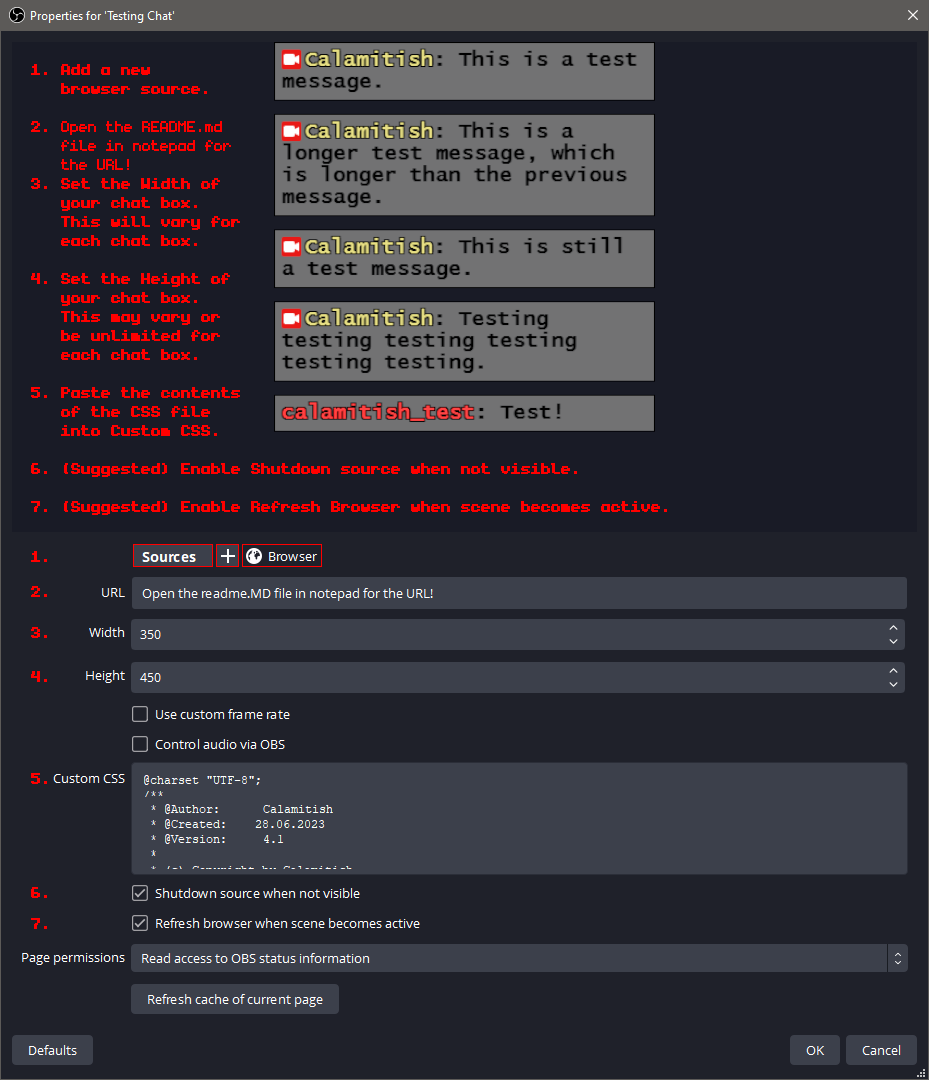 Properties for 'Testing Chat'
1. Add a new
browser source.
2. Open the README.md
file in notepad for
the URL!
3. Set the Width of
your chat box.
This will vary for
each chat box.
4. Set the Height of
your chat box.
This may vary or
be unlimited for
each chat box.
5. Paste the contents
of the CSS file
into Custom CSS.
Calamitish: This is a test
message.
Calamitish: This is a
longer test message, which
is longer than the previous
message.
Calamitish: This is still
a test message.
Calamitish: Testing
testing testing testing
testing testing.
calamitish_test: Test!
6. (Suggested) Enable Shutdown source when not visible.
7. (Suggested) Enable Refresh Browser when scene becomes active.
1. Sources + Browser
2. URL Open the readme.MD file in notepad for the URL!
3. Width 350
4. Height 450
Use custom frame rate
Control audio via OBS
5. Custom CSS @charset "UTF-8";
/**
* @Author: Calamitish
* @Created: 28.06.2023
* @Version: 4.1
*
* (c) Copyright by Calamitish
6. Shutdown source when not visible
7. Refresh browser when scene becomes active
Page permissions Read access to OBS status information
Refresh cache of current page
Defaults OK Cancel